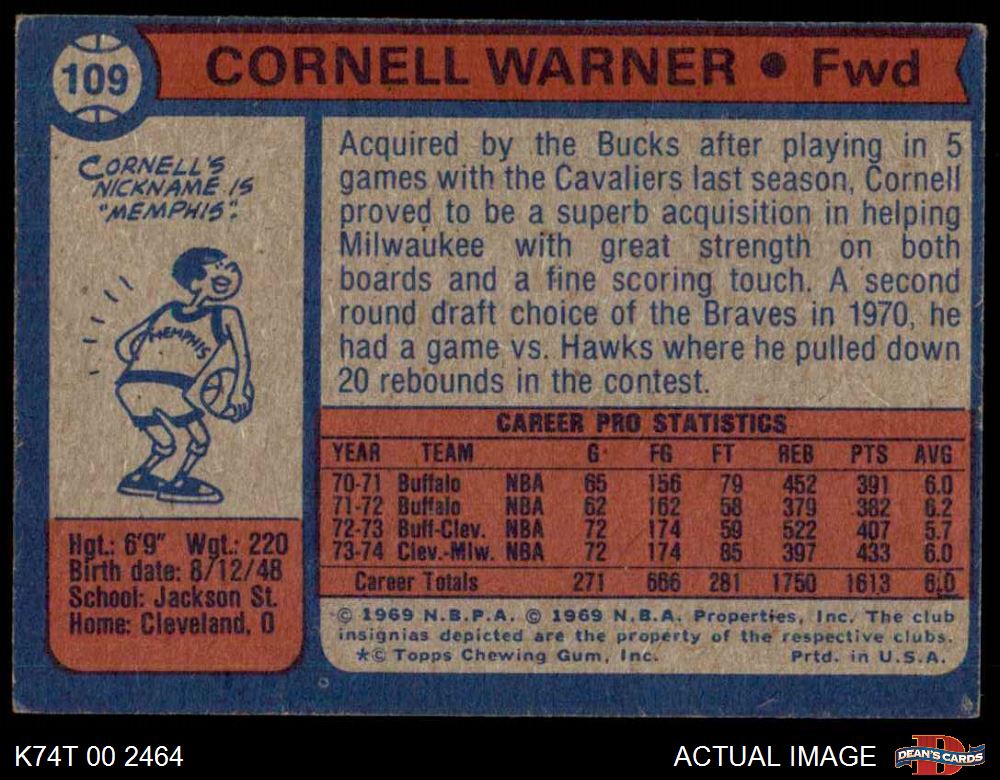 109
CORNELL WARNER • Fwd
CORNELL'S
NICKNAME IS
"MEMPHIS".
MEMPHIS
Acquired by the Bucks after playing in 5
games with the Cavaliers last season, Cornell
proved to be a superb acquisition in helping
Milwaukee with great strength on both
boards and a fine scoring touch. A second
round draft choice of the Braves in 1970, he
had a game vs. Hawks where he pulled down
20 rebounds in the contest.
CAREER PRO STATISTICS
YEAR TEAM G FG FT REB PTS AVG
70-71 Buffalo NBA 65 156 79 452 391 6.0
71-72 Buffalo NBA 62 162 58 379 382 6.2
72-73 Buff-Clev. NBA 72 174 59 522 407 5.7
73-74 Clev.-Mlw. NBA 72 174 85 397 433 6.0
Career Totals 271 666 281 1750 1613 6.0
Hgt.: 6'9" Wgt.: 220
Birth date: 8/12/48
School: Jackson St.
Home: Cleveland, O
© 1969 N.B.P.A. © 1969 N.B.A. Properties, Inc. The club
insignias depicted are the property of the respective clubs.
*© Topps Chewing Gum, Inc. Prtd. in U.S.A.
K74T 00 2464
ACTUAL IMAGE
D
DEAN'S CARDS